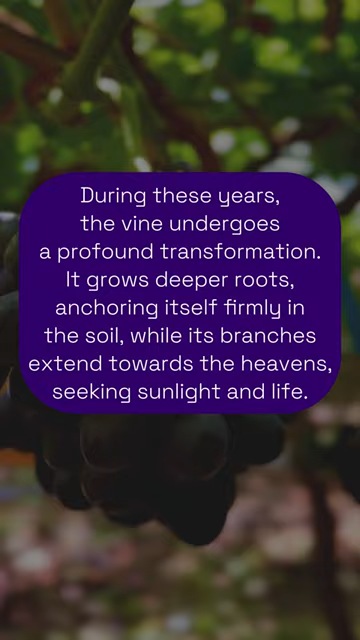 During these years,
the vine undergoes
a profound transformation.
It grows deeper roots,
anchoring itself firmly in
the soil, while its branches
extend towards the heavens,
seeking sunlight and life.